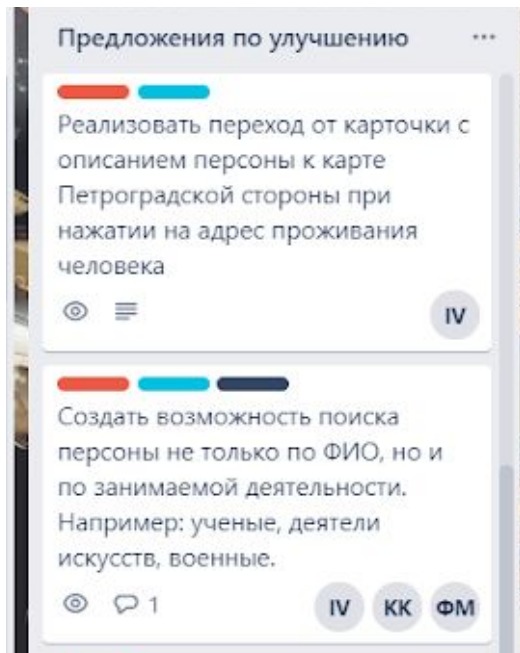 Предложения по улучшению
Реализовать переход от карточки с
описанием персоны к карте
Петроградской стороны при
нажатии на адрес проживания
человека
IV
Создать возможность поиска
персоны не только по ФИО, но и
по занимаемой деятельности.
Например: ученые, деятели
искусств, военные.
1 IV КК ФМ